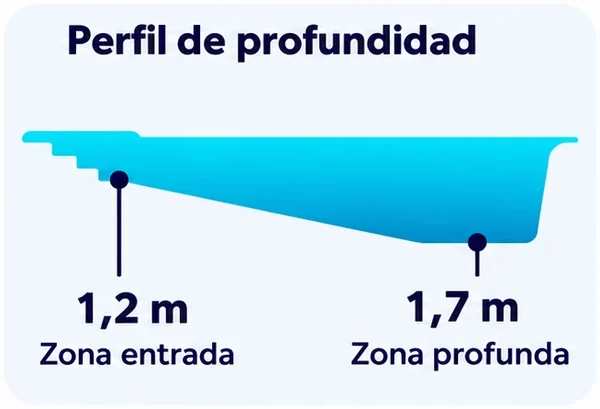 Perfil de profundidad
1,2 m
Zona entrada
1,7 m
Zona profunda